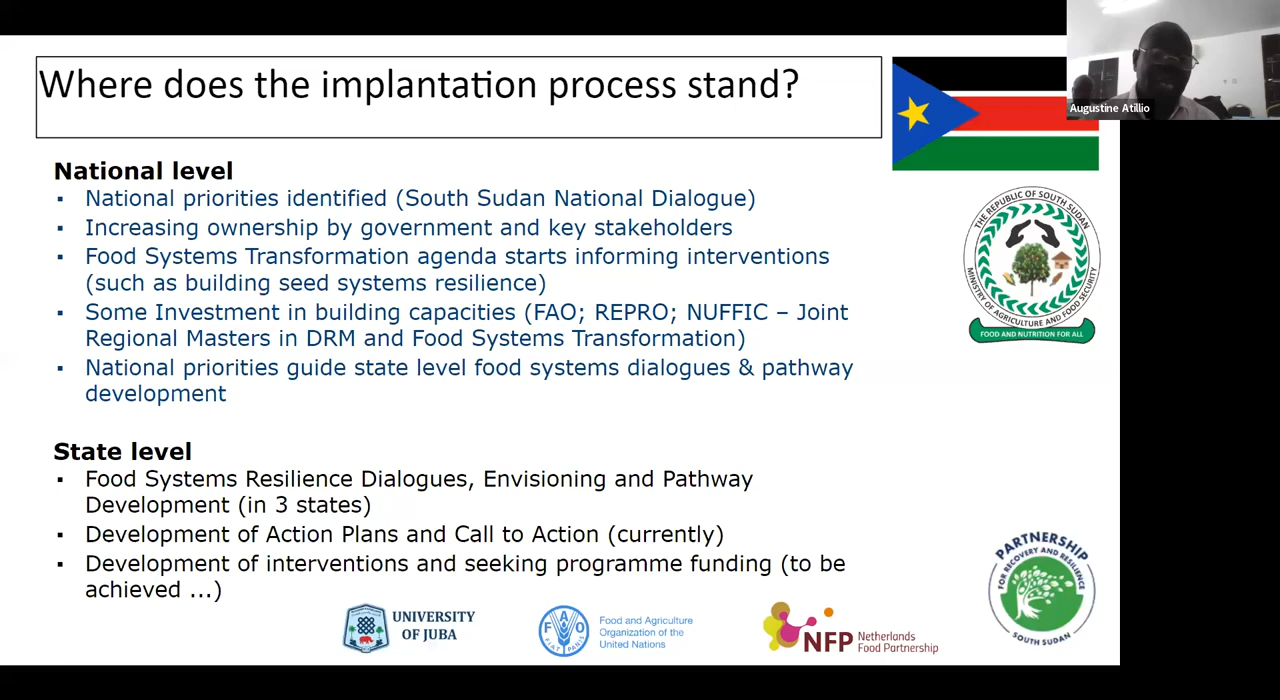 Where does the implantation process stand?
Augustine Atillio
National level
▪ National priorities identified (South Sudan National Dialogue)
▪ Increasing ownership by government and key stakeholders
▪ Food Systems Transformation agenda starts informing interventions
(such as building seed systems resilience)
▪ Some Investment in building capacities (FAO; REPRO; NUFFIC – Joint
Regional Masters in DRM and Food Systems Transformation)
▪ National priorities guide state level food systems dialogues & pathway
development
THE REPUBLIC OF SOUTH SUDAN
MINISTRY OF AGRICULTURE AND FOOD SECURITY
FOOD AND NUTRITION FOR ALL
State level
▪ Food Systems Resilience Dialogues, Envisioning and Pathway
Development (in 3 states)
▪ Development of Action Plans and Call to Action (currently)
▪ Development of interventions and seeking programme funding (to be
achieved ...)
PARTNERSHIP
FOR RECOVERY AND RESILIENCE
SOUTH SUDAN
UNIVERSITY
OF JUBA
FAO
FIAT PANIS
Food and Agriculture
Organization of the
United Nations
NFP
Netherlands
Food Partnership